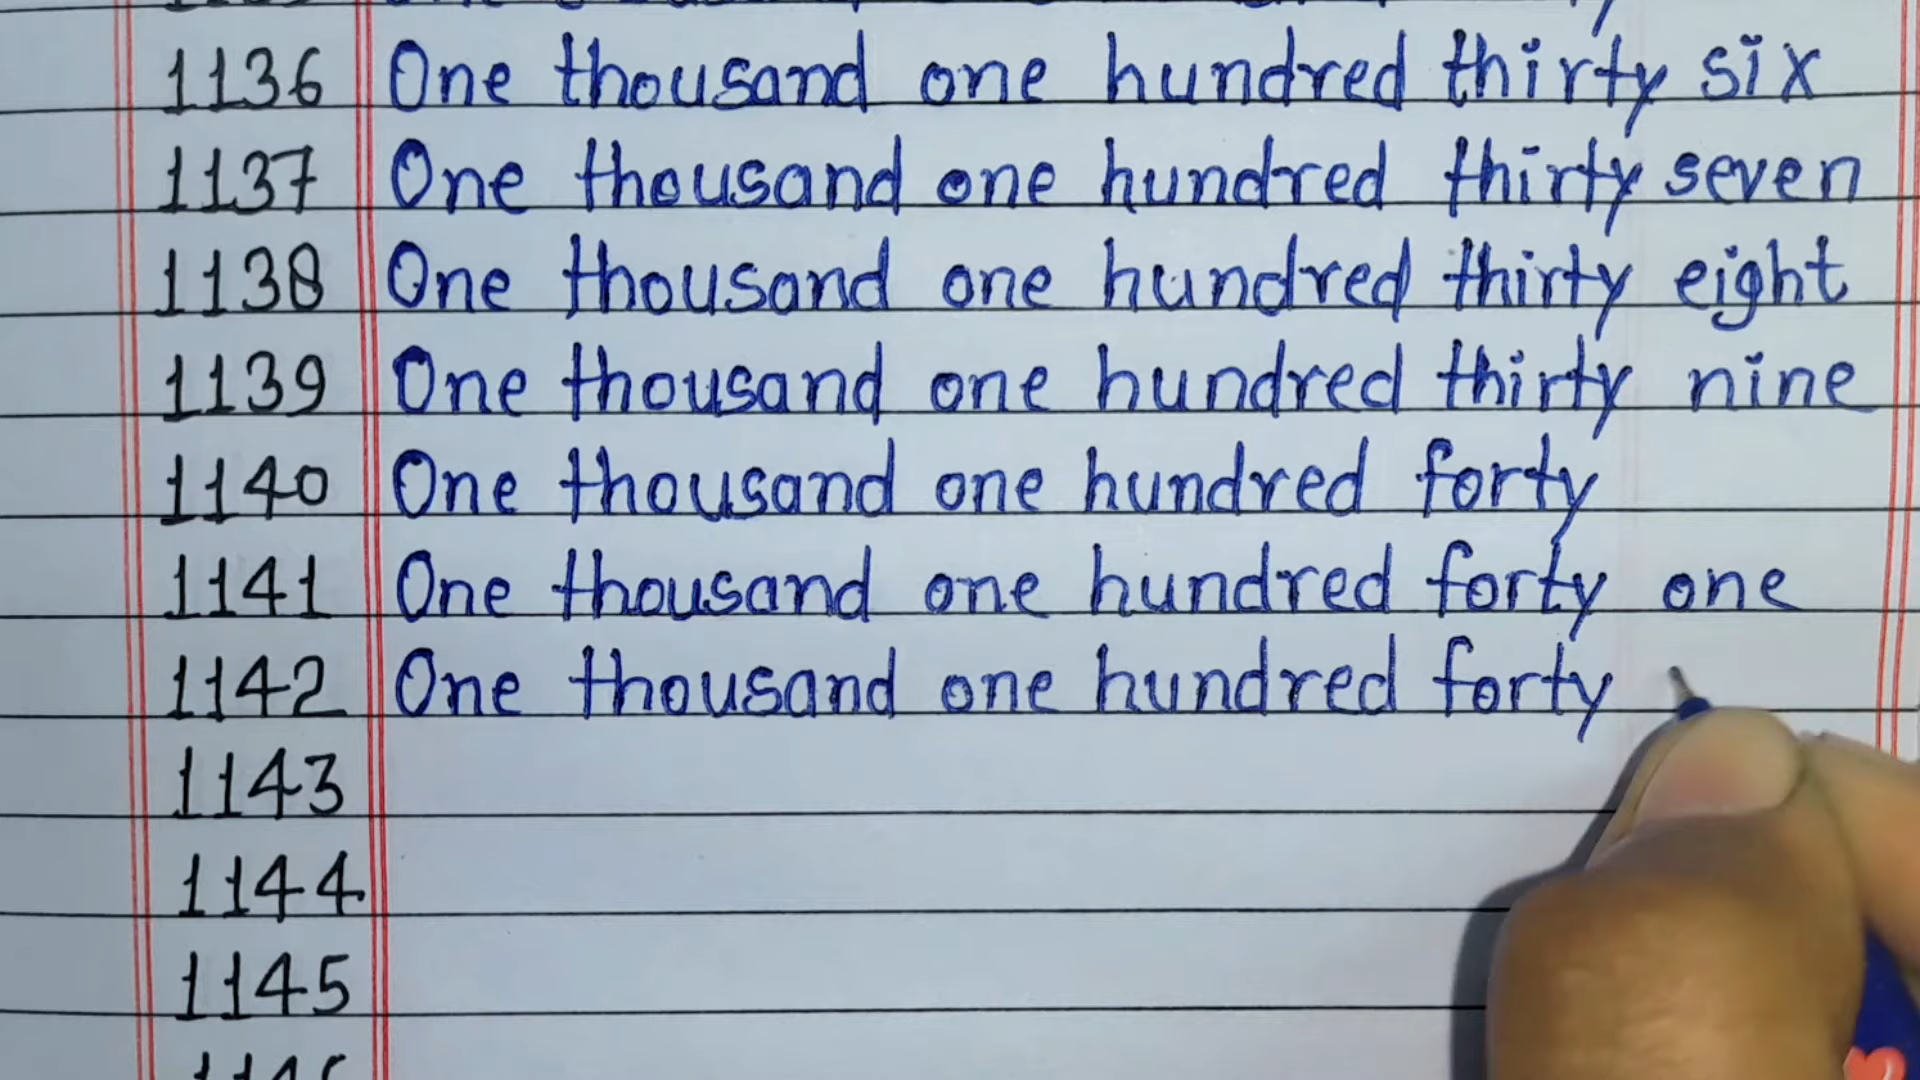 1136 One thousand one hundred thirty six
1137 One thousand one hundred thirty seven
1138 One thousand one hundred thirty eight
1139 One thousand one hundred thirty nine
1140 One thousand one hundred forty
1141 One thousand one hundred forty one
1142 One thousand one hundred forty
1143
1144
1145